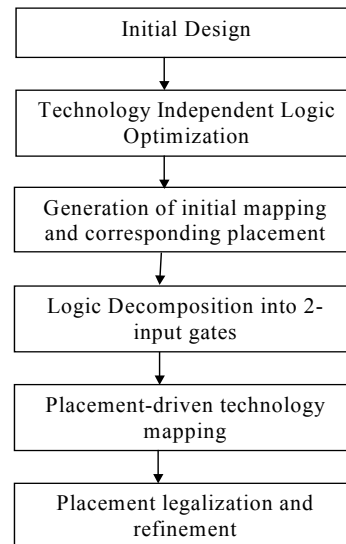 Initial Design
Technology Independent Logic
Optimization
Generation of initial mapping
and corresponding placement
Logic Decomposition into 2-
input gates
Placement-driven technology
mapping
Placement legalization and
refinement